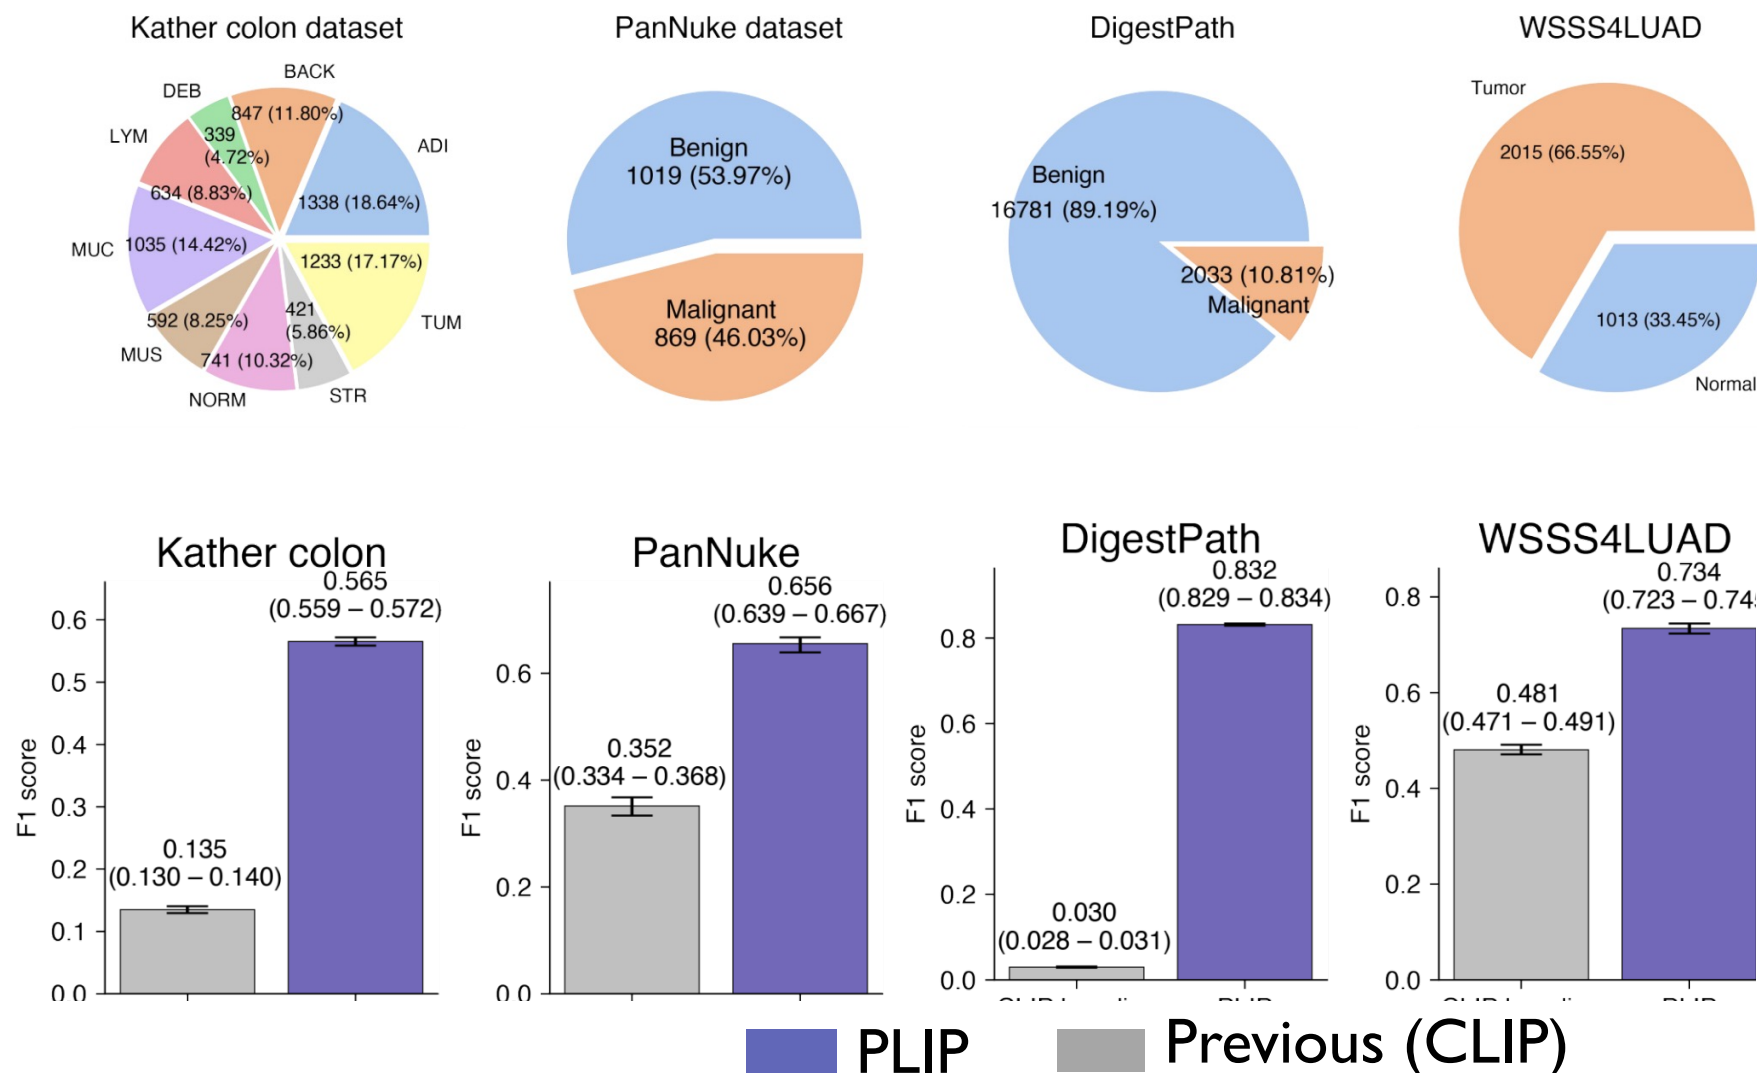 Kather colon dataset
BACK
DEB
847 (11.80%)
LYM
339
(4.72%)
ADI
634 (8.83%)
1338 (18.64%)
MUC
1035 (14.42%)
1233 (17.17%)
592 (8.25%)
421
(5.86%)
TUM
MUS
741 (10.32%)
NORM
STR
PanNuke dataset
Benign
1019 (53.97%)
Malignant
869 (46.03%)
DigestPath
Benign
16781 (89.19%)
2033 (10.81%)
Malignant
WSSS4LUAD
Tumor
2015 (66.55%)
1013 (33.45%)
Normal
Kather colon
0.565
(0.559 – 0.572)
0.135
(0.130 – 0.140)
F1 score
0.6
0.5
0.4
0.3
0.2
0.1
0.0
PanNuke
0.656
(0.639 – 0.667)
0.352
(0.334 – 0.368)
F1 score
0.6
0.4
0.2
0.0
DigestPath
0.832
(0.829 – 0.834)
0.030
(0.028 – 0.031)
F1 score
0.8
0.6
0.4
0.2
0.0
WSSS4LUAD
0.734
(0.723 – 0.745
0.481
(0.471 – 0.491)
F1 score
0.8
0.6
0.4
0.2
0.0
PLIP
Previous (CLIP)